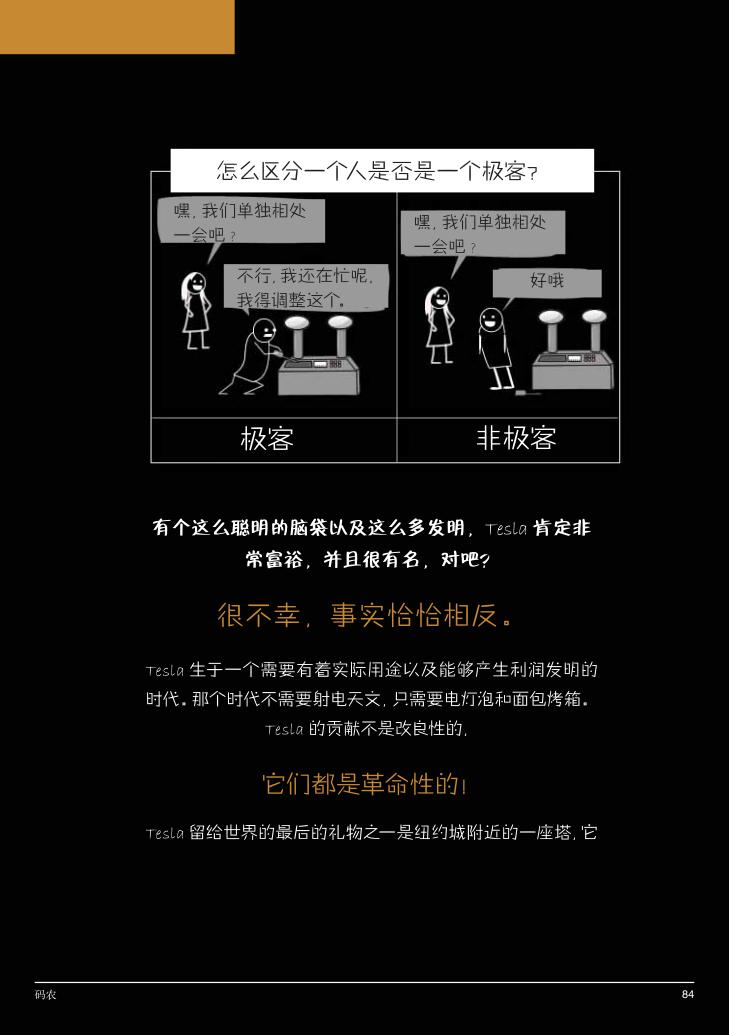 怎么区分一个人是否是一个极客?
嘿, 我们单独相处
一会吧 ?
不行, 我还在忙呢,
我得调整这个。
极客
嘿, 我们单独相处
一会吧 ?
好哦
非极客
有个这么聪明的脑袋以及这么多发明, Tesla 肯定非
常富裕, 并且很有名, 对吧?
很不幸, 事实恰恰相反。
Tesla 生于一个需要有着实际用途以及能够产生利润发明的
时代。那个时代不需要射电天文, 只需要电灯泡和面包烤箱。
Tesla 的贡献不是改良性的,
它们都是革命性的!
Tesla 留给世界的最后的礼物之一是纽约城附近的一座塔, 它
码农
84